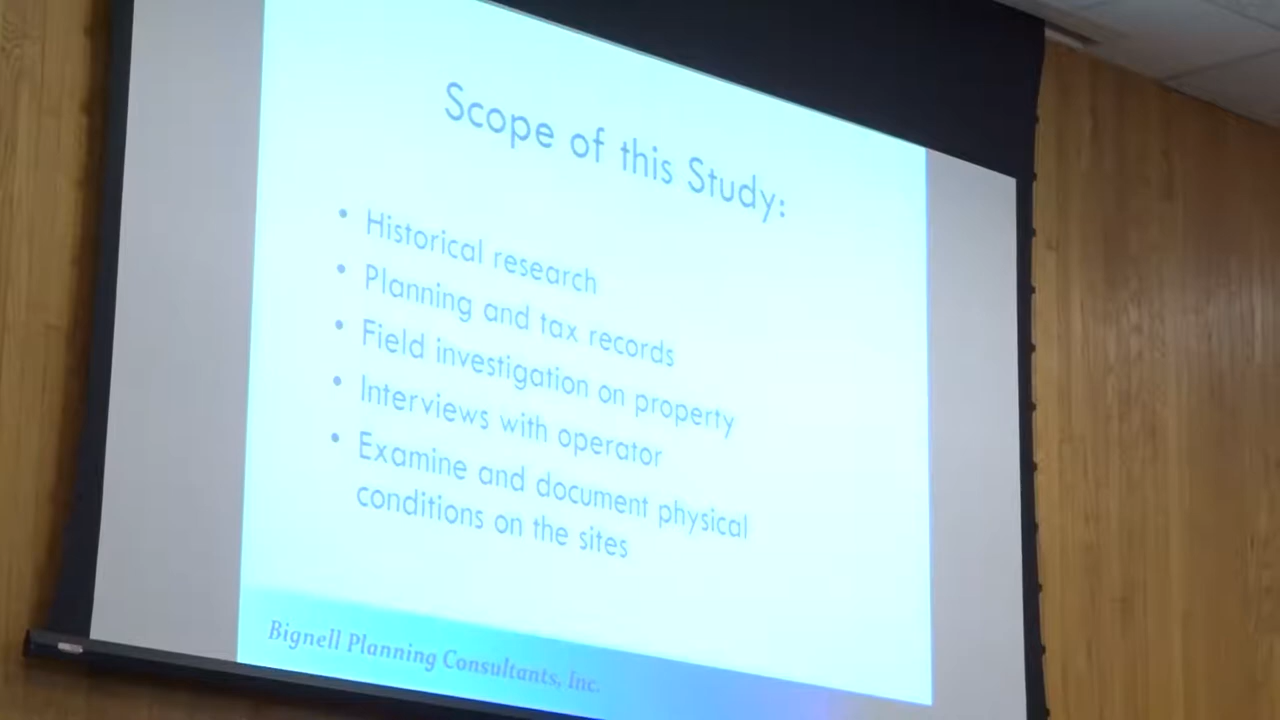 Scope of this Study:
• Historical research
• Planning and tax records
• Field investigation on property
• Interviews with operator
• Examine and document physical
conditions on the sites
Bignell Planning Consultants, Inc.